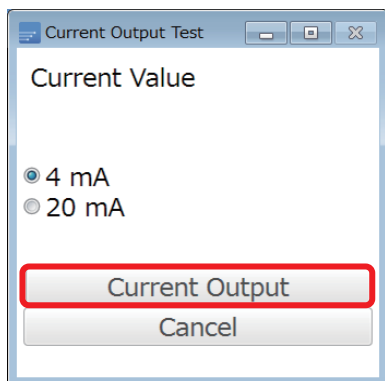 Current Output Test
Current Value
4 mA
20 mA
Current Output
Cancel